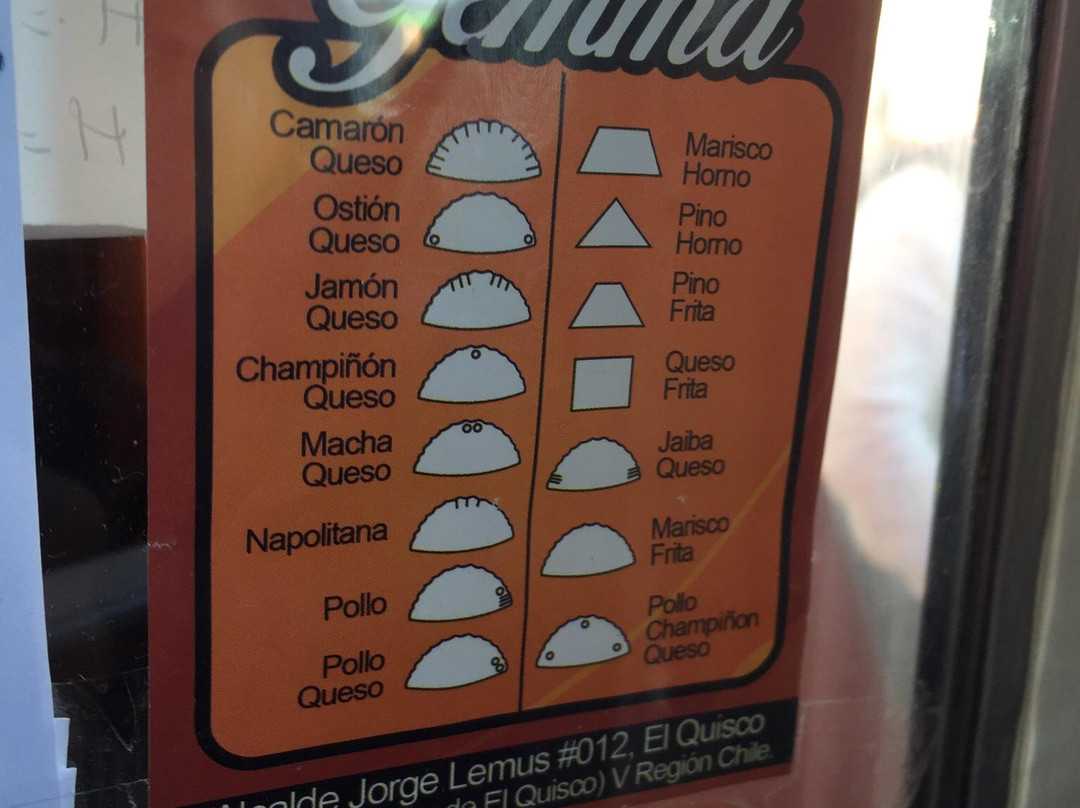 Gemma
Camarón
Queso
Ostión
Queso
Jamón
Queso
Champiñón
Queso
Macha
Queso
Napolitana
Pollo
Pollo
Queso
Marisco
Horno
Pino
Horno
Pino
Frita
Queso
Frita
Jaiba
Queso
Marisco
Frita
Pollo
Champiñon
Queso
Jorge Lemus #012, El Quisco
El Quisco) V Región Chile.